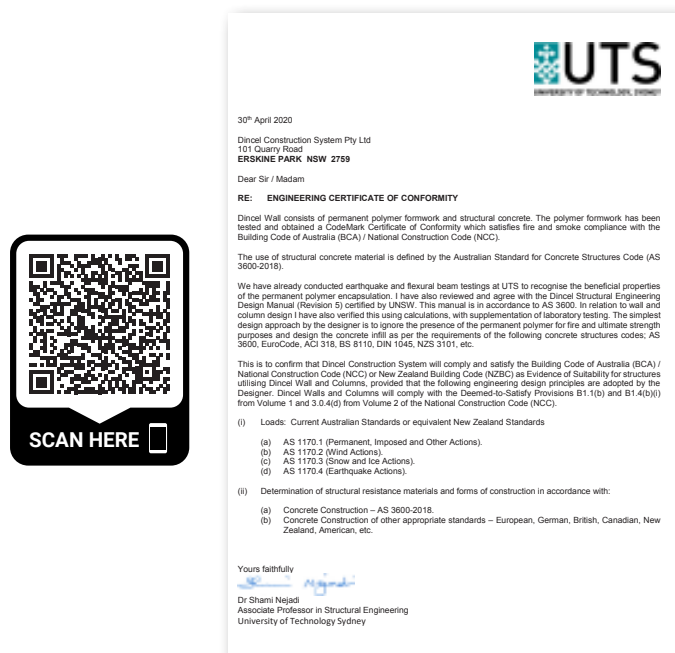 UTS
UNIVERSITY OF TECHNOLOGY, SYDNEY
30th April 2020
Dincel Construction System Pty Ltd
101 Quarry Road
ERSKINE PARK NSW 2759
Dear Sir / Madam
RE: ENGINEERING CERTIFICATE OF CONFORMITY
Dincel Wall consists of permanent polymer formwork and structural concrete. The polymer formwork has been
tested and obtained a CodeMark Certificate of Conformity which satisfies fire and smoke compliance with the
Building Code of Australia (BCA) / National Construction Code (NCC).
The use of structural concrete material is defined by the Australian Standard for Concrete Structures Code (AS
3600-2018).
We have already conducted earthquake and flexural beam testings at UTS to recognise the beneficial properties
of the permanent polymer encapsulation. I have also reviewed and agree with the Dincel Structural Engineering
Design Manual (Revision 5) certified by UNSW. This manual is in accordance to AS 3600. In relation to wall and
column design I have also verified this using calculations, with supplementation of laboratory testing. The simplest
design approach by the designer is to ignore the presence of the permanent polymer for fire and ultimate strength
purposes and design the concrete infill as per the requirements of the following concrete structures codes; AS
3600, EuroCode, ACI 318, BS 8110, DIN 1045, NZS 3101, etc.
This is to confirm that Dincel Construction System will comply and satisfy the Building Code of Australia (BCA) /
National Construction Code (NCC) or New Zealand Building Code (NZBC) as Evidence of Suitability for structures
utilising Dincel Wall and Columns, provided that the following engineering design principles are adopted by the
Designer. Dincel Walls and Columns will comply with the Deemed-to-Satisfy Provisions B1.1(b) and B1.4(b)(i)
from Volume 1 and 3.0.4(d) from Volume 2 of the National Construction Code (NCC).
(i) Loads: Current Australian Standards or equivalent New Zealand Standards
(a) AS 1170.1 (Permanent, Imposed and Other Actions).
(b) AS 1170.2 (Wind Actions).
(c) AS 1170.3 (Snow and Ice Actions).
(d) AS 1170.4 (Earthquake Actions).
(ii) Determination of structural resistance materials and forms of construction in accordance with:
(a) Concrete Construction – AS 3600-2018.
(b) Concrete Construction of other appropriate standards – European, German, British, Canadian, New
Zealand, American, etc.
Yours faithfully
Dr Shami Nejadi
Associate Professor in Structural Engineering
University of Technology Sydney
SCAN HERE